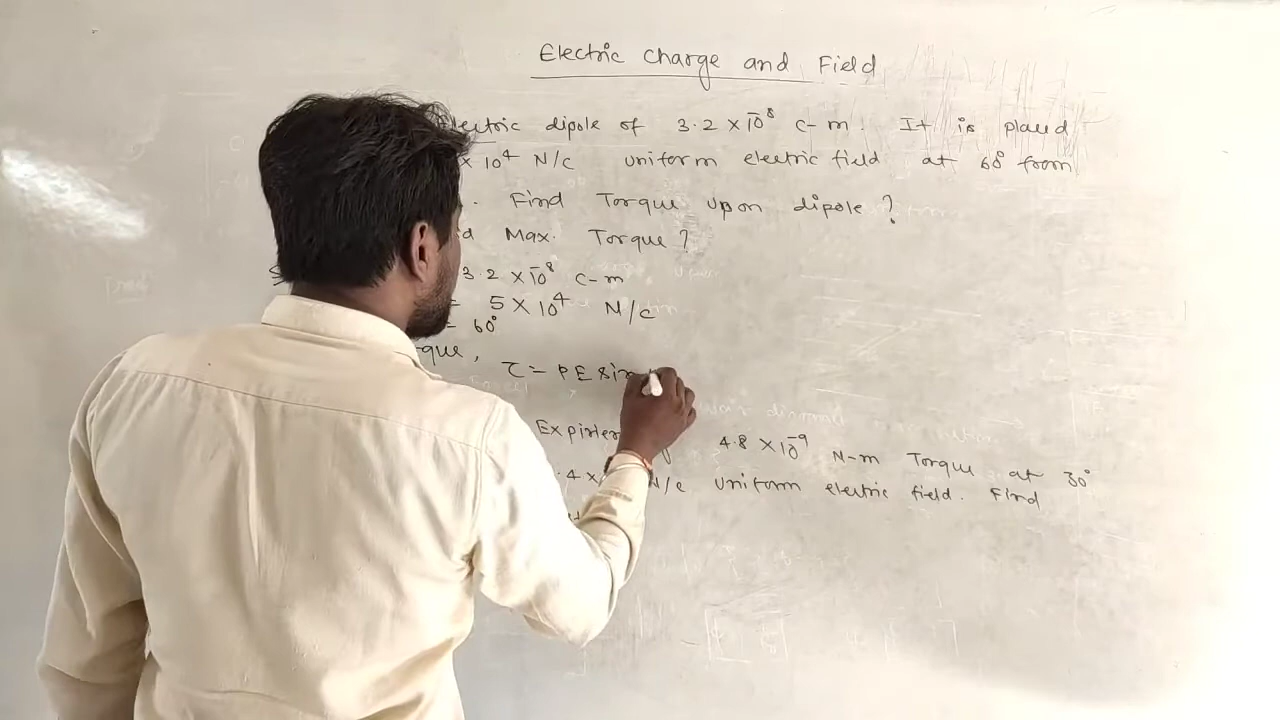 Electric Charge and Field
lectric dipole of 3.2 × 10⁻⁸ C-m. It is placed
× 10⁴ N/C uniform electric field at 60° from
. Find Torque upon dipole ?
Max. Torque ?
3.2 × 10⁻⁸ C-m
= 5 × 10⁴ N/C
= 60°
que, τ = PE sin
4.8 × 10⁻⁹ N-m Torque at 30°
.4 × N/C uniform electric field. Find